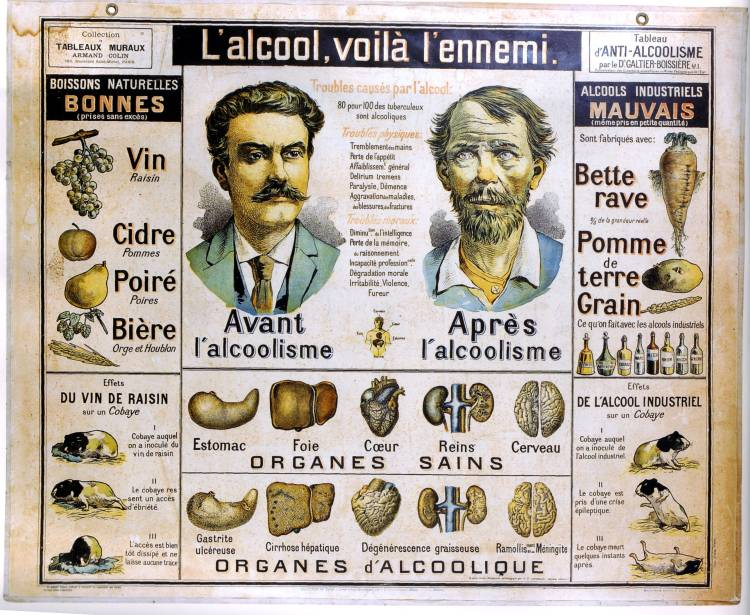 Collection
TABLEAUX MURAUX
ARMAND COLIN
L'alcool, voilà l'ennemi.
Tableau
d'ANTI-ALCOOLISME
par le Dr GALTIER-BOISSIÈRE
BOISSONS NATURELLES
BONNES
(prises sans excès)
Vin
Raisin
Cidre
Pommes
Poiré
Poires
Bière
Orge et Houblon
Troubles causés par l'alcool:
80 pour 100 des tuberculeux
sont alcooliques
Troubles physiques:
Tremblement des mains
Perte de l'appétit
Affaiblissemt général
Delirium tremens
Paralysie, Démence
Aggravation des maladies,
des blessures, des fractures
Troubles moraux:
Diminuton de l'intelligence
Perte de la mémoire,
du raisonnement
Incapacité professionelle
Dégradation morale
Irritabilité, Violence,
Fureur
Avant
l'alcoolisme
Après
l'alcoolisme
ALCOOLS INDUSTRIELS
MAUVAIS
(même pris en petite quantité)
Sont fabriqués avec:
Bette
rave
de la grandeur réelle
Pomme
de
terre
Grain
Ce qu'on fait avec les alcools industriels
Effets
DU VIN DE RAISIN
sur un Cobaye
I
Cobaye auquel
on a inoculé du
vin de raisin
II
Le cobaye res
sent un accès
d'ébriété.
III
L'accès est bien
tôt dissipé et ne
laisse aucune trace
Estomac
Foie
Cœur
Reins
Cerveau
ORGANES SAINS
Gastrite
ulcéreuse
Cirrhose hépatique
Dégénérescence graisseuse
Ramollist Méningite
ORGANES d'ALCOOLIQUE
Effets
DE L'ALCOOL INDUSTRIEL
sur un Cobaye
I
Cobaye auquel
on a inoculé de
l'alcool industriel.
II
Le cobaye est
pris d'une crise
épileptique.
III
Le cobaye meurt
quelques instants
après